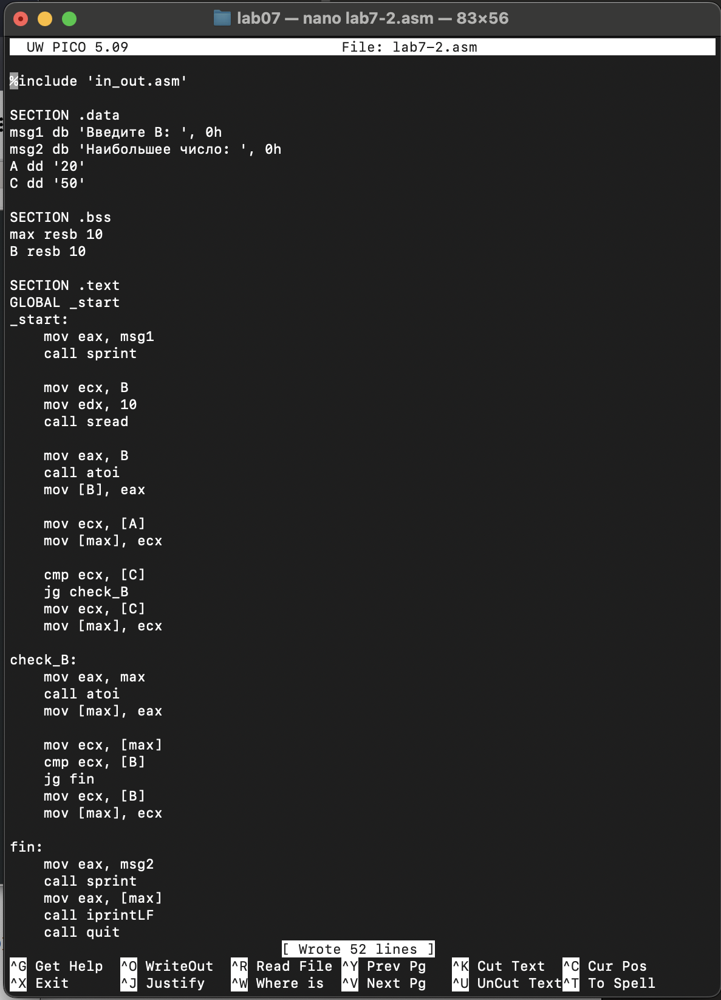 lab07 — nano lab7-2.asm — 83×56
UW PICO 5.09 File: lab7-2.asm
%include 'in_out.asm'
SECTION .data
msg1 db 'Введите B: ', 0h
msg2 db 'Наибольшее число: ', 0h
A dd '20'
C dd '50'
SECTION .bss
max resb 10
B resb 10
SECTION .text
GLOBAL _start
_start:
mov eax, msg1
call sprint
mov ecx, B
mov edx, 10
call sread
mov eax, B
call atoi
mov [B], eax
mov ecx, [A]
mov [max], ecx
cmp ecx, [C]
jg check_B
mov ecx, [C]
mov [max], ecx
check_B:
mov eax, max
call atoi
mov [max], eax
mov ecx, [max]
cmp ecx, [B]
jg fin
mov ecx, [B]
mov [max], ecx
fin:
mov eax, msg2
call sprint
mov eax, [max]
call iprintLF
call quit
[ Wrote 52 lines ]
^G Get Help ^O WriteOut ^R Read File ^Y Prev Pg ^K Cut Text ^C Cur Pos
^X Exit ^J Justify ^W Where is ^V Next Pg ^U UnCut Text ^T To Spell